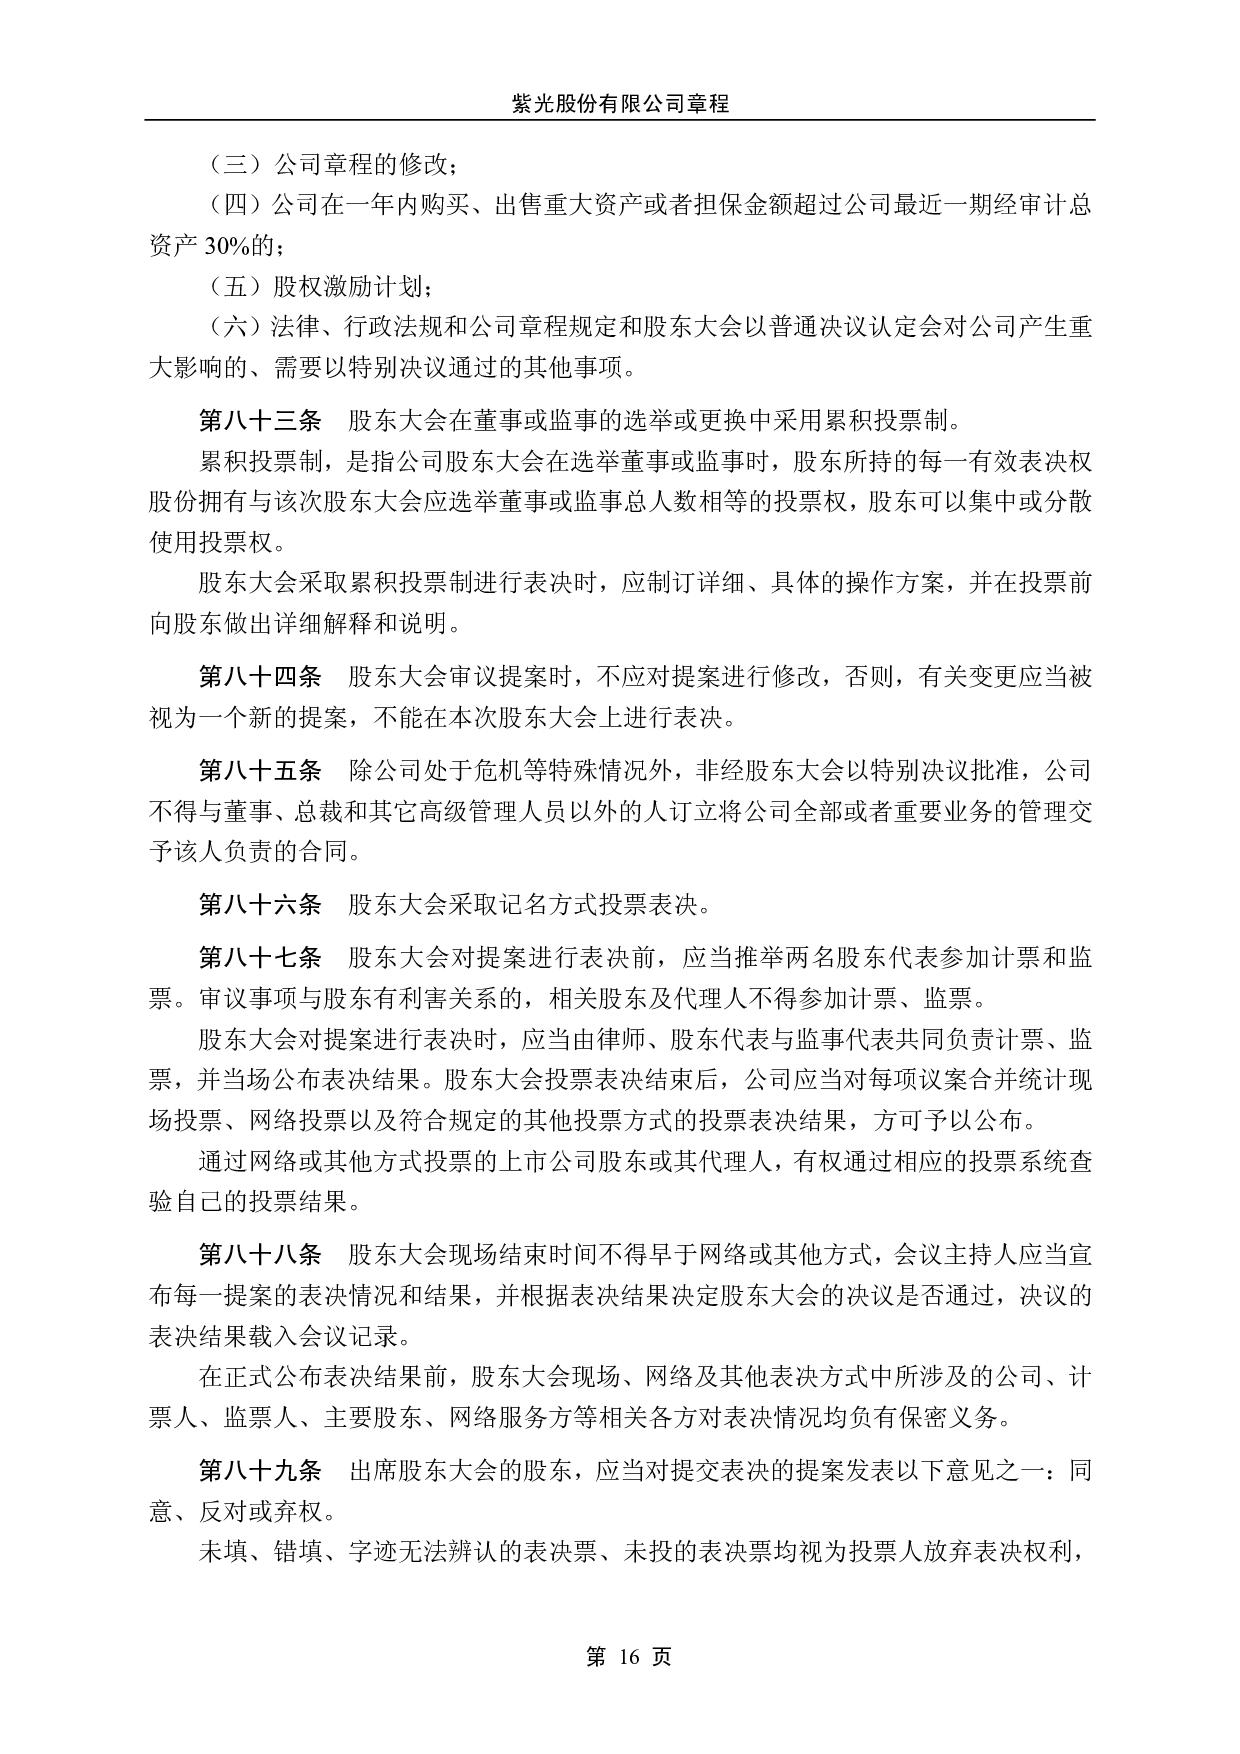 紫光股份有限公司章程
（三）公司章程的修改；
（四）公司在一年内购买、出售重大资产或者担保金额超过公司最近一期经审计总
资产 30%的；
（五）股权激励计划；
（六）法律、行政法规和公司章程规定和股东大会以普通决议认定会对公司产生重
大影响的、需要以特别决议通过的其他事项。
第八十三条　股东大会在董事或监事的选举或更换中采用累积投票制。
累积投票制，是指公司股东大会在选举董事或监事时，股东所持的每一有效表决权
股份拥有与该次股东大会应选举董事或监事总人数相等的投票权，股东可以集中或分散
使用投票权。
股东大会采取累积投票制进行表决时，应制订详细、具体的操作方案，并在投票前
向股东做出详细解释和说明。
第八十四条　股东大会审议提案时，不应对提案进行修改，否则，有关变更应当被
视为一个新的提案，不能在本次股东大会上进行表决。
第八十五条　除公司处于危机等特殊情况外，非经股东大会以特别决议批准，公司
不得与董事、总裁和其它高级管理人员以外的人订立将公司全部或者重要业务的管理交
予该人负责的合同。
第八十六条　股东大会采取记名方式投票表决。
第八十七条　股东大会对提案进行表决前，应当推举两名股东代表参加计票和监
票。审议事项与股东有利害关系的，相关股东及代理人不得参加计票、监票。
股东大会对提案进行表决时，应当由律师、股东代表与监事代表共同负责计票、监
票，并当场公布表决结果。股东大会投票表决结束后，公司应当对每项议案合并统计现
场投票、网络投票以及符合规定的其他投票方式的投票表决结果，方可予以公布。
通过网络或其他方式投票的上市公司股东或其代理人，有权通过相应的投票系统查
验自己的投票结果。
第八十八条　股东大会现场结束时间不得早于网络或其他方式，会议主持人应当宣
布每一提案的表决情况和结果，并根据表决结果决定股东大会的决议是否通过，决议的
表决结果载入会议记录。
在正式公布表决结果前，股东大会现场、网络及其他表决方式中所涉及的公司、计
票人、监票人、主要股东、网络服务方等相关各方对表决情况均负有保密义务。
第八十九条　出席股东大会的股东，应当对提交表决的提案发表以下意见之一：同
意、反对或弃权。
未填、错填、字迹无法辨认的表决票、未投的表决票均视为投票人放弃表决权利，
第 16 页